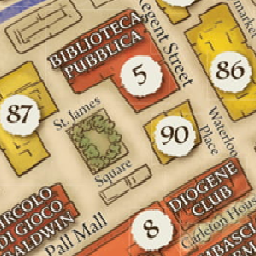 BIBLIOTECA
PUBBLICA
5
Regent Street
86
87
St. James
Square
90
Waterloo
Place
CIRCOLO
DI GIOCO
BALDWIN
Pall Mall
8
DIOGENE
CLUB
Carleton